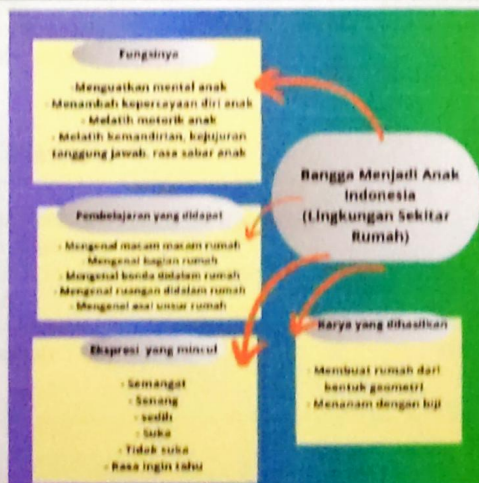 Fungsinya
-Menguatkan mental anak
- Menambah kepercayaan diri anak
- Melatih motorik anak
- Melatih kemandirian, kejujuran
tanggung jawab, rasa sabar anak
Bangga Menjadi Anak
Indonesia
(Lingkungan Sekitar
Rumah)
Pembelajaran yang didapat
- Mengenal macam macam rumah
- Mengenal bagian rumah
- Mengenal benda didalam rumah
- Mengenal ruangan didalam rumah
- Mengenal asal unsur rumah
Ekspresi yang mincul
- Semangat
- Senang
- sedih
- Suka
- Tidak suka
- Rasa ingin tahu
Karya yang dihasilkan
- Membuat rumah dari
bentuk geometri
- Menanam dengan biji